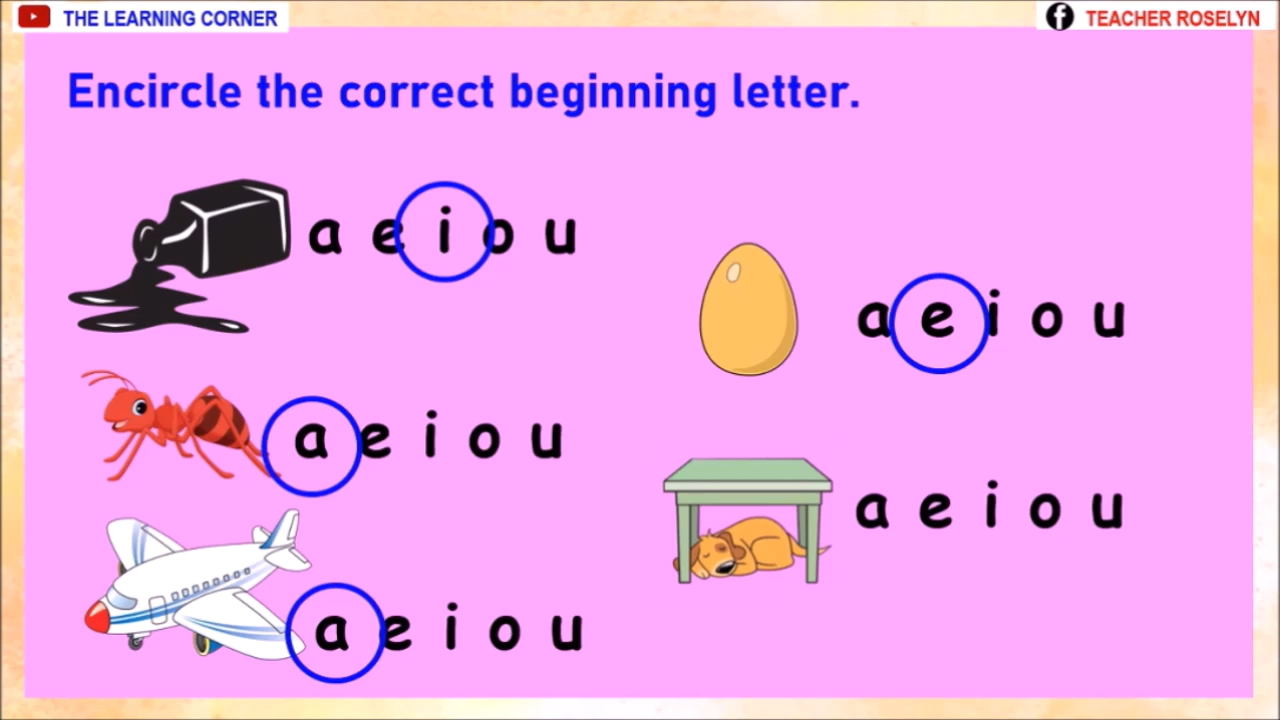 THE LEARNING CORNER
TEACHER ROSELYN
Encircle the correct beginning letter.
a e i o u
a e i o u
a e i o u
a e i o u
a e i o u